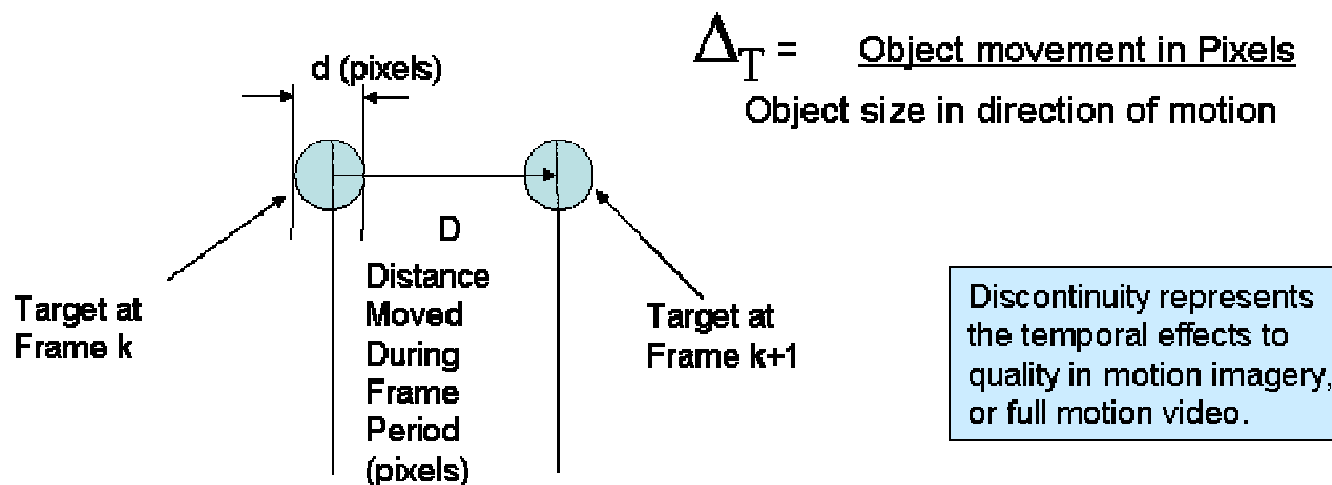 Δ_T = Object movement in Pixels
Object size in direction of motion
d (pixels)
D
Distance
Moved
During
Frame
Period
(pixels)
Target at
Frame k
Target at
Frame k+1
Discontinuity represents
the temporal effects to
quality in motion imagery,
or full motion video.